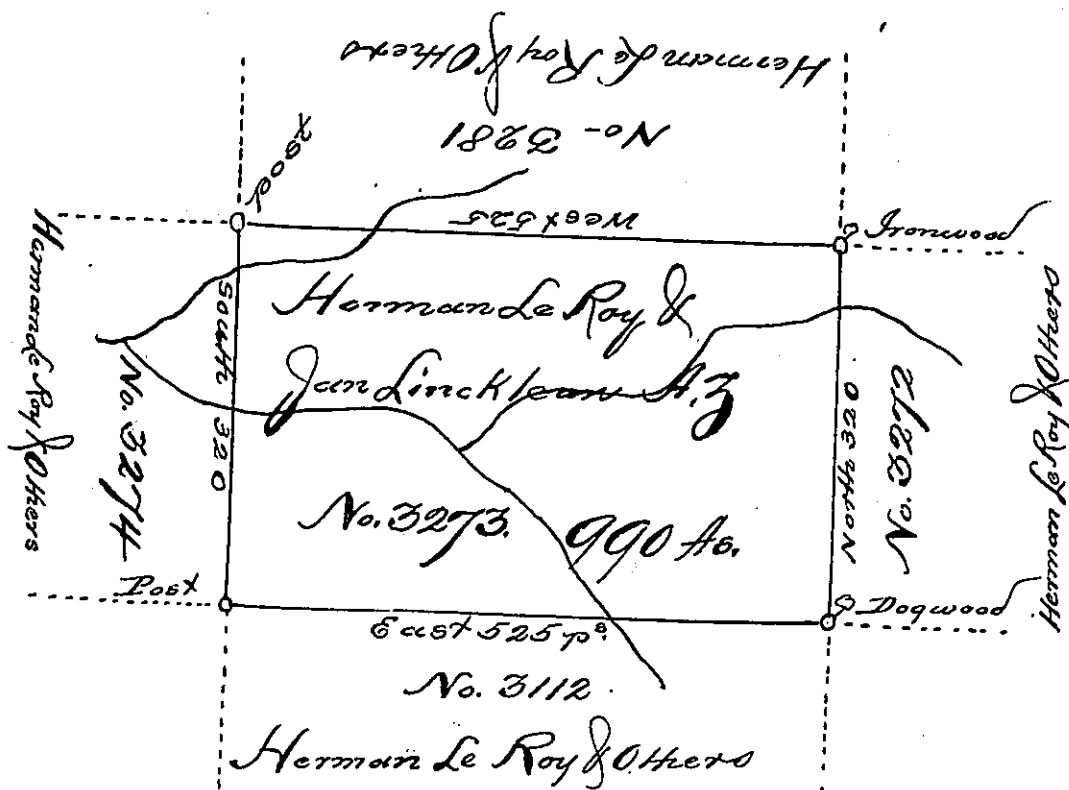 Herman Le Roy & Others
No- 3281
Post
West 525
Ironwood
Herman Le Roy &
Jan Lincklean A.Z
South 320
No. 3274
Herman Le Roy & Others
North 320
No. 3272
Herman Le Roy & Others
No. 3273. 990 As.
Post
Dogwood
East 525 ps.
No. 3112
Herman Le Roy & Others